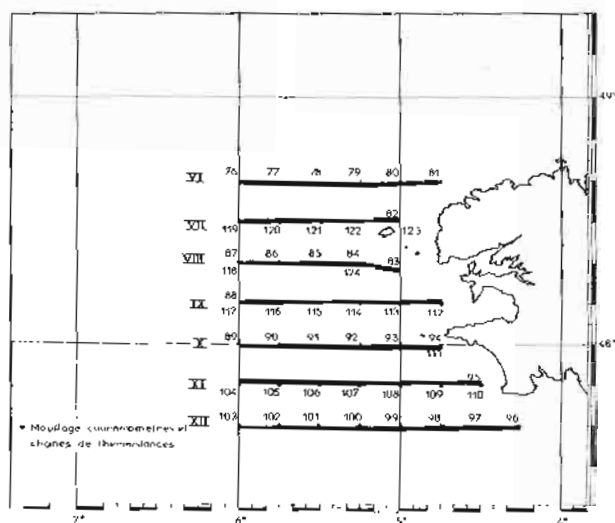 49°
VI 76 77 78 79 80 81
82
VII 119 120 121 122 123
VIII 87 86 85 84 83
118 124
88
IX 117 116 115 114 113 112
X 89 90 91 92 93 94 48°
111
95
XI 104 105 106 107 108 109 110
XII 103 102 101 100 99 98 97 96
• Mouillage courantomètres et
chaînes de thermistances
7° 6° 5° 4°